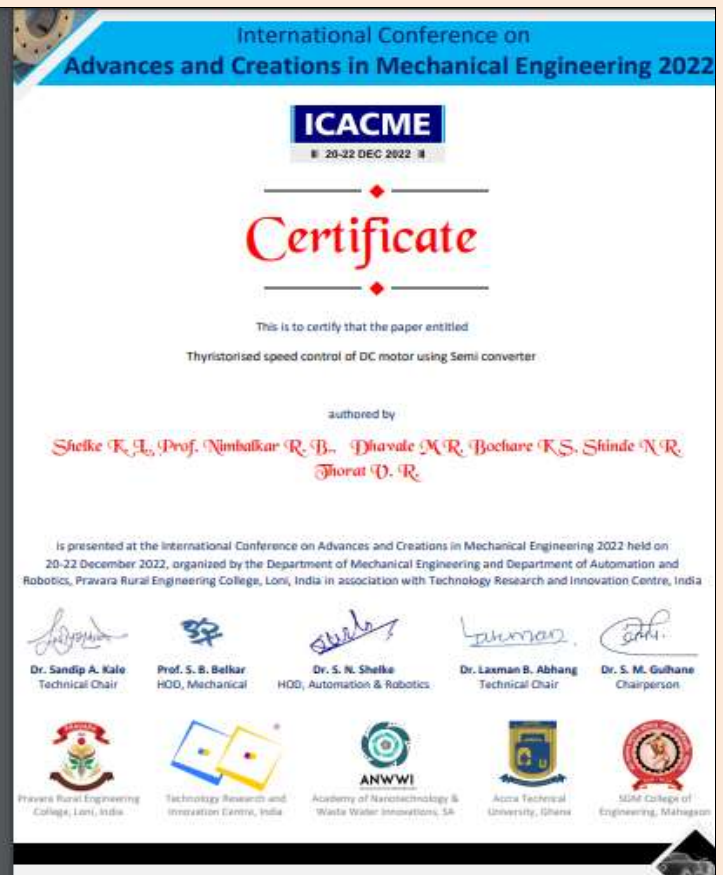 International Conference on
Advances and Creations in Mechanical Engineering 2022
ICACME
20-22 DEC 2022
Certificate
This is to certify that the paper entitled
Thyristorised speed control of DC motor using Semi converter
authored by
Shelke K. L, Prof. Nimbalkar R. B., Dhavale M R, Bochare K S, Shinde N R,
Thorat V. R,
is presented at the International Conference on Advances and Creations in Mechanical Engineering 2022 held on
20-22 December 2022, organized by the Department of Mechanical Engineering and Department of Automation and
Robotics, Pravara Rural Engineering College, Loni, India in association with Technology Research and Innovation Centre, India
Dr. Sandip A. Kale Prof. S. B. Belkar Dr. S. N. Shelke Dr. Laxman B. Abhang Dr. S. M. Gulhane
Technical Chair HOD, Mechanical HOD, Automation & Robotics Technical Chair Chairperson
ANWWI
Pravara Rural Engineering Technology Research and Academy of Nanotechnology & Accra Technical SGM College of
College, Loni, India Innovation Centre, India Waste Water Innovations, SA University, Ghana Engineering, Mahagaon